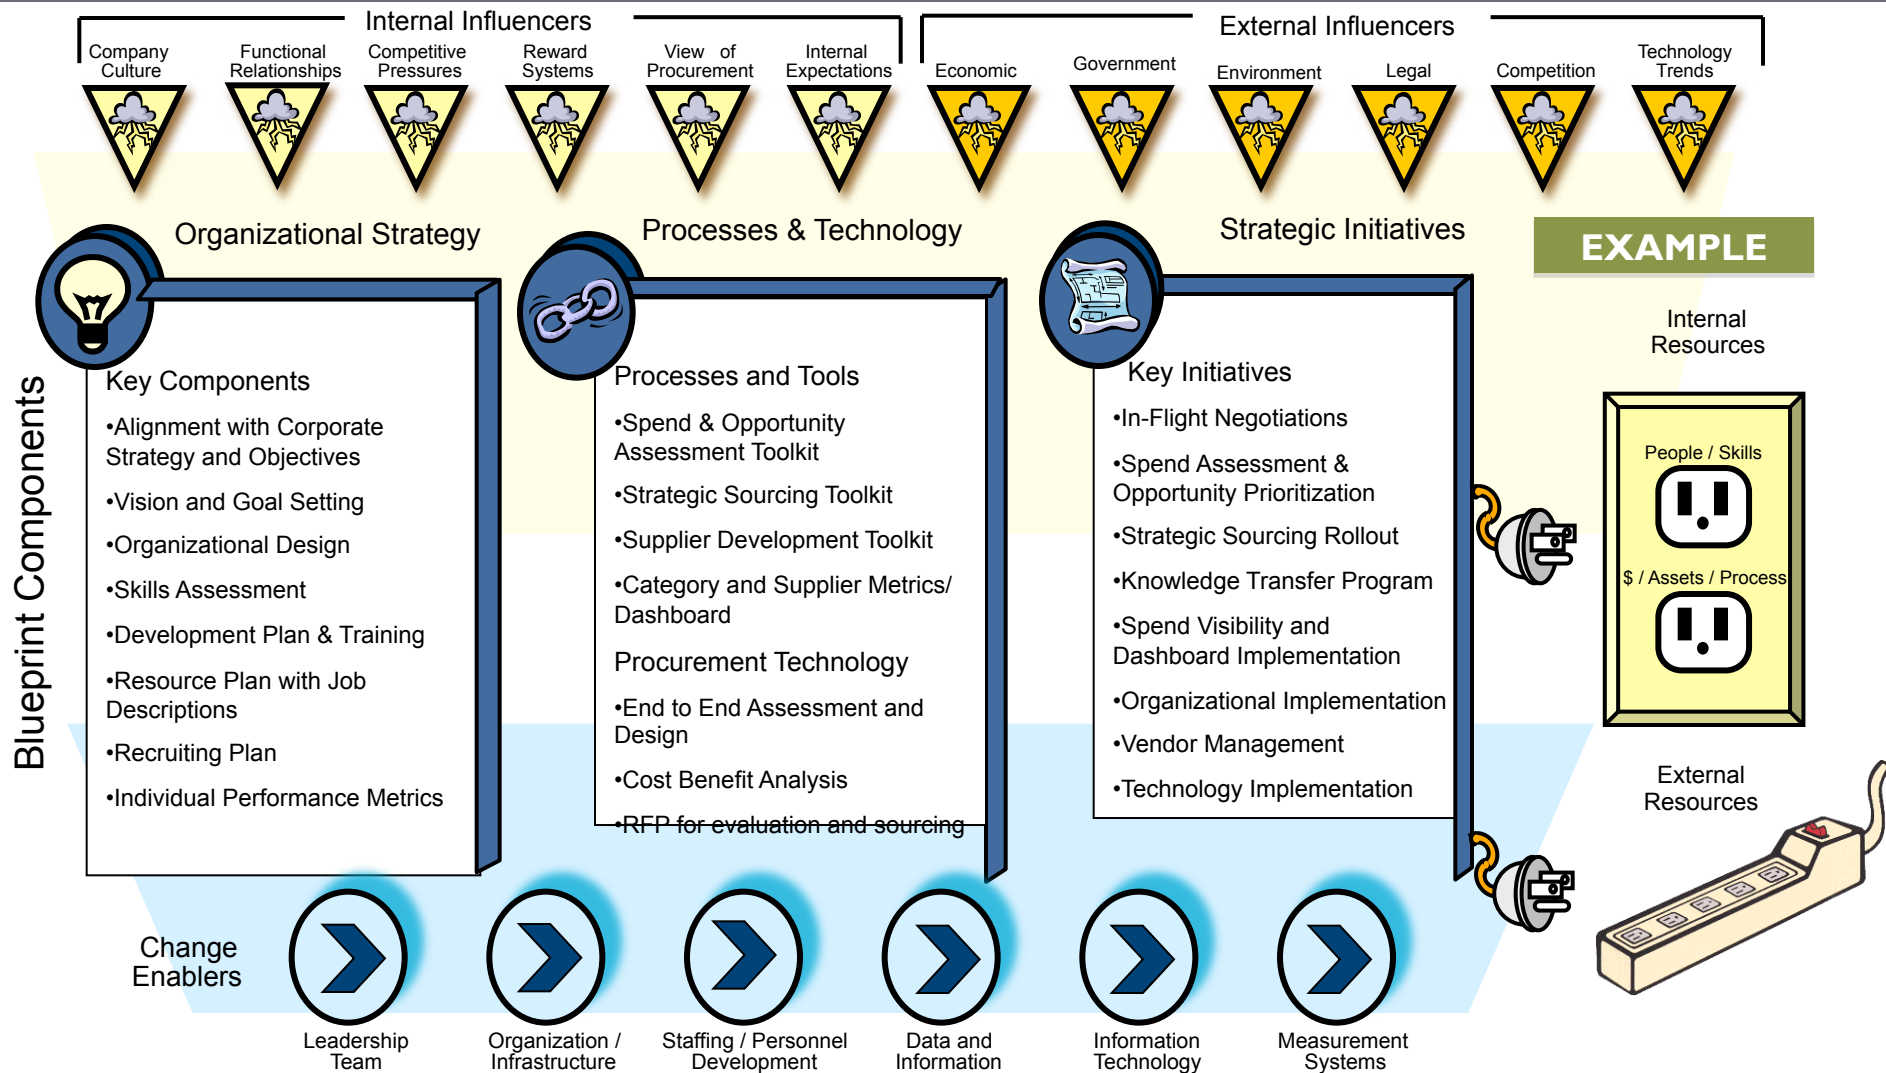 Internal Influencers
External Influencers
Company
Culture
Functional
Relationships
Competitive
Pressures
Reward
Systems
View of
Procurement
Internal
Expectations
Economic
Government
Environment
Legal
Competition
Technology
Trends
Organizational Strategy
Processes & Technology
Strategic Initiatives
EXAMPLE
Blueprint Components
Key Components
•Alignment with Corporate
Strategy and Objectives
•Vision and Goal Setting
•Organizational Design
•Skills Assessment
•Development Plan & Training
•Resource Plan with Job
Descriptions
•Recruiting Plan
•Individual Performance Metrics
Processes and Tools
•Spend & Opportunity
Assessment Toolkit
•Strategic Sourcing Toolkit
•Supplier Development Toolkit
•Category and Supplier Metrics/
Dashboard
Procurement Technology
•End to End Assessment and
Design
•Cost Benefit Analysis
•RFP for evaluation and sourcing
Key Initiatives
•In-Flight Negotiations
•Spend Assessment &
Opportunity Prioritization
•Strategic Sourcing Rollout
•Knowledge Transfer Program
•Spend Visibility and
Dashboard Implementation
•Organizational Implementation
•Vendor Management
•Technology Implementation
Internal
Resources
People / Skills
$ / Assets / Process
External
Resources
Change
Enablers
Leadership
Team
Organization /
Infrastructure
Staffing / Personnel
Development
Data and
Information
Information
Technology
Measurement
Systems